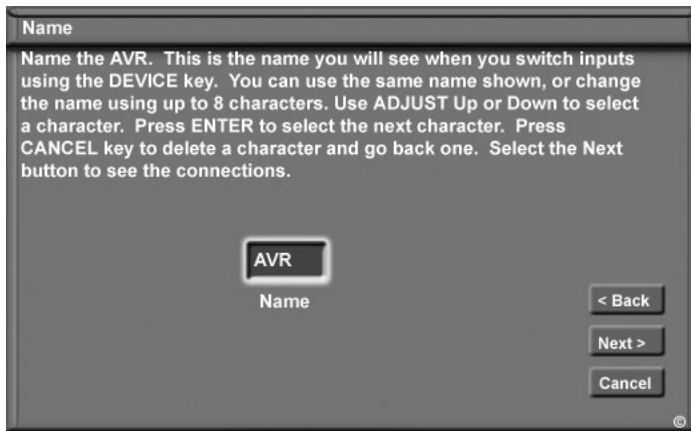 Name
Name the AVR.  This is the name you will see when you switch inputs
using the DEVICE key.  You can use the same name shown, or change
the name using up to 8 characters. Use ADJUST Up or Down to select
a character.  Press ENTER to select the next character.  Press
CANCEL key to delete a character and go back one.  Select the Next
button to see the connections.
AVR
Name
< Back
Next >
Cancel
©